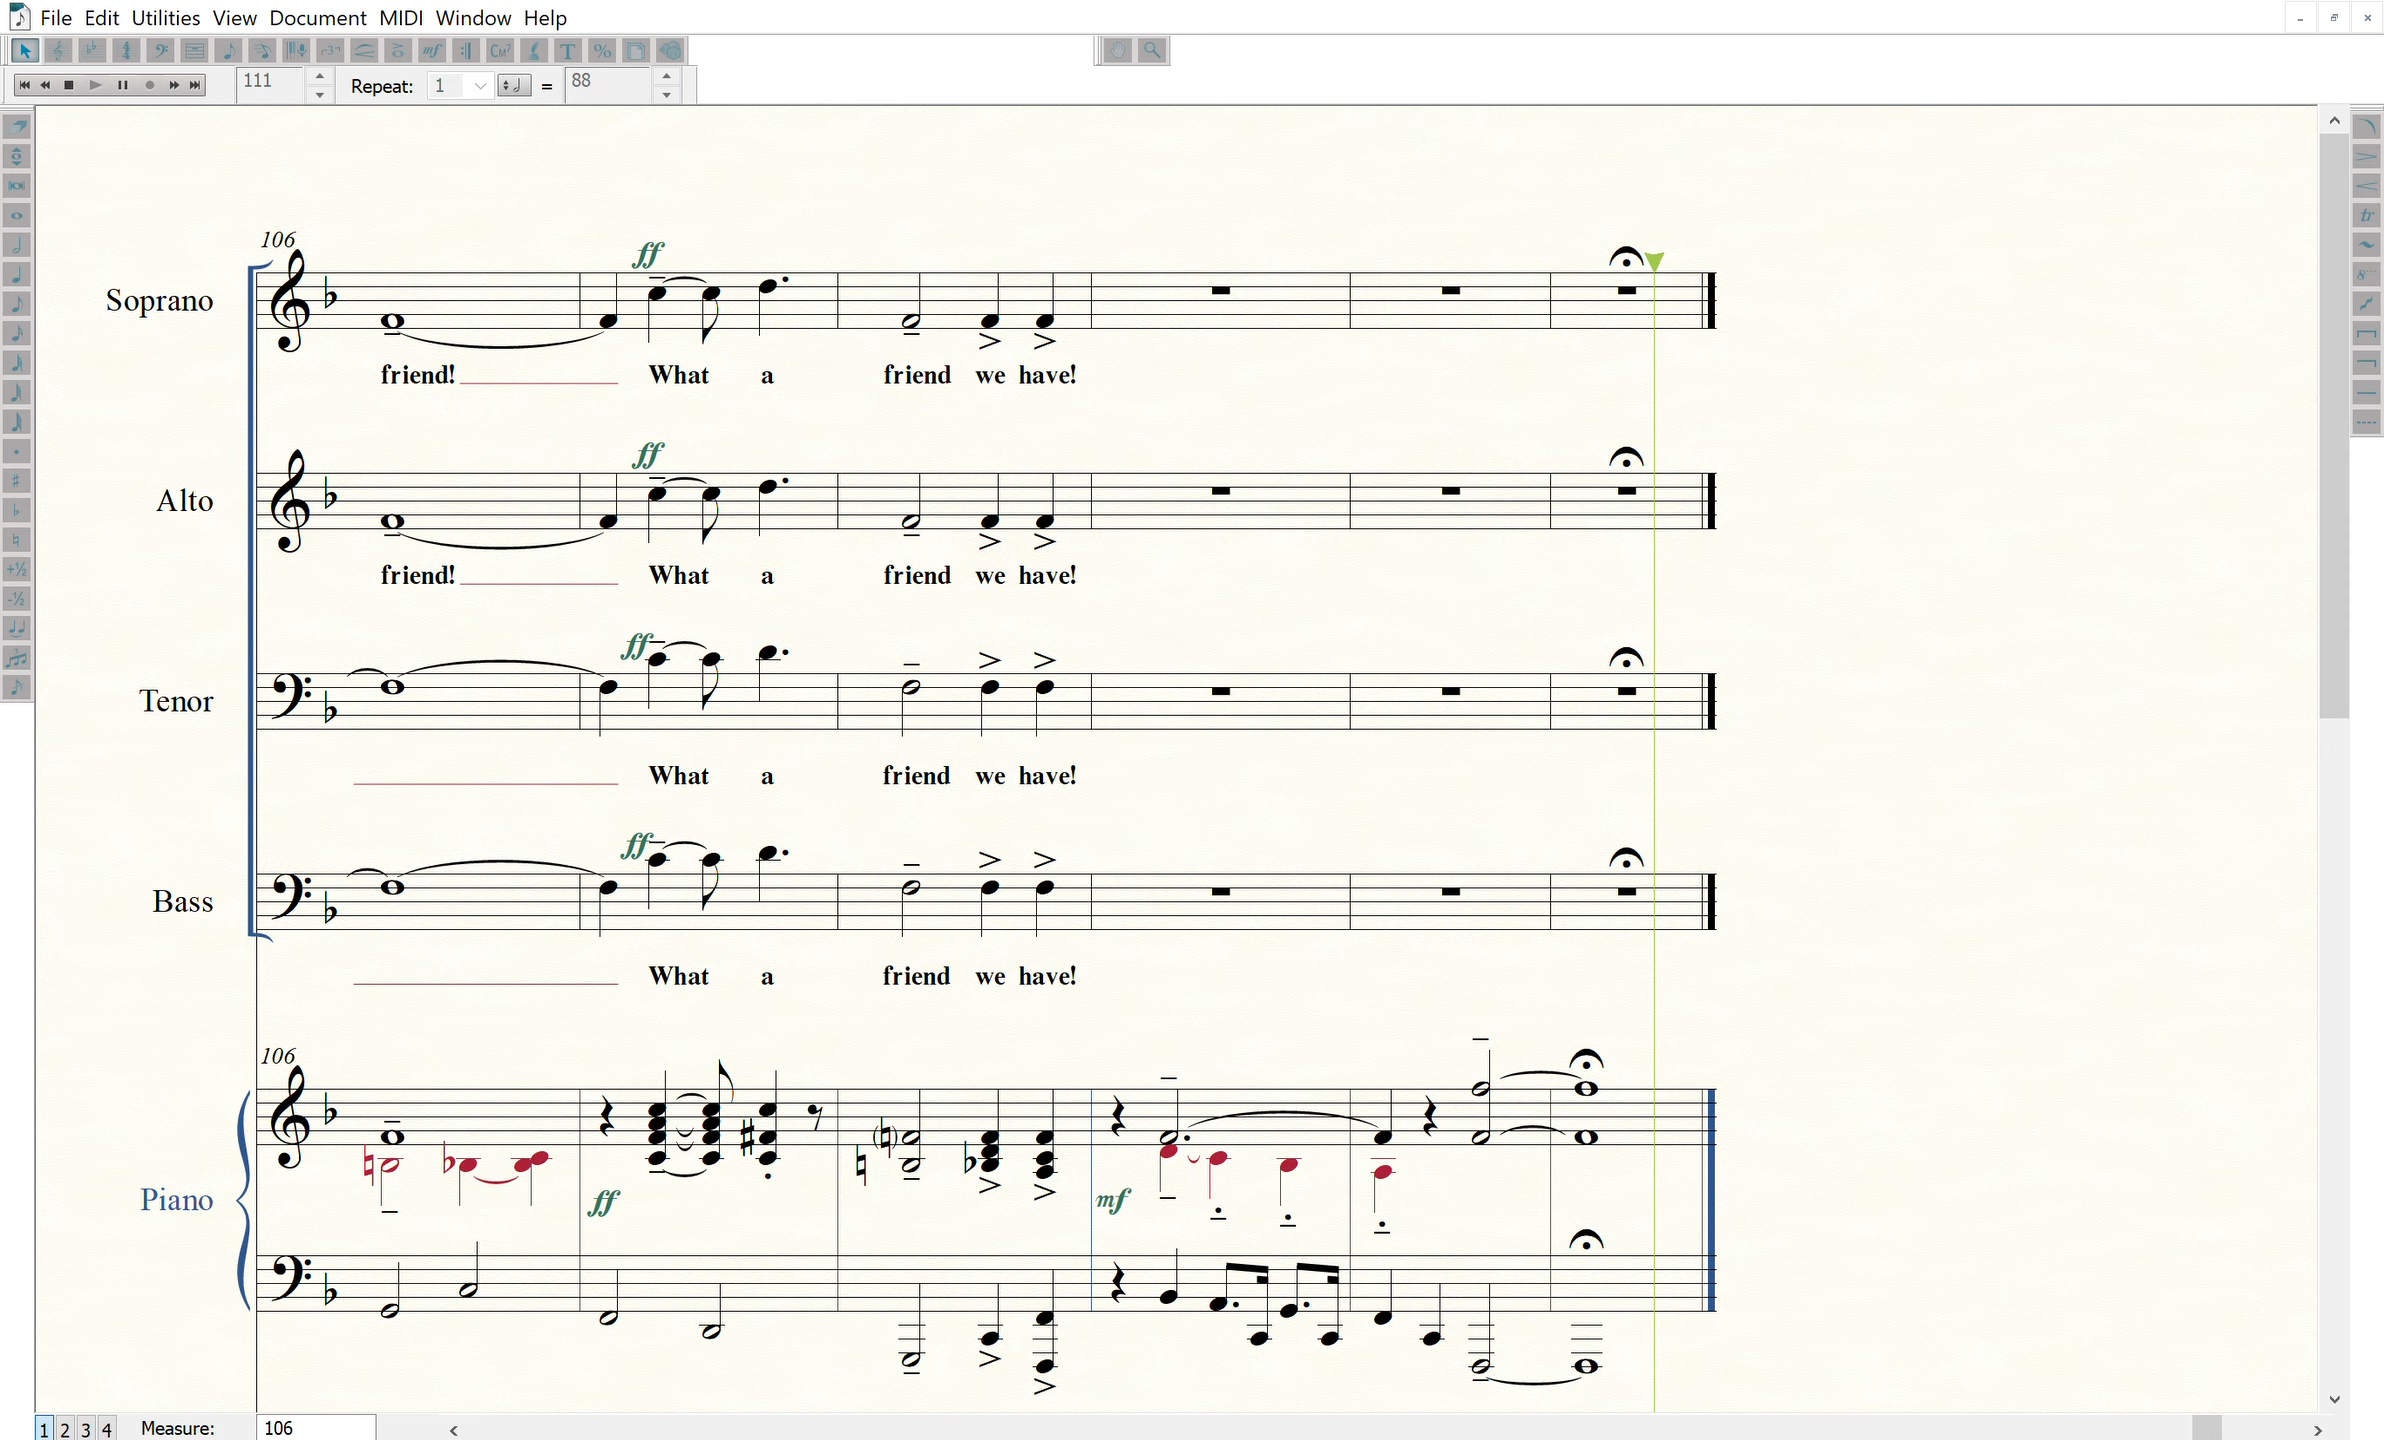 File Edit Utilities View Document MIDI Window Help
111 Repeat: 1 = 88
106
ff
Soprano
friend! What a friend we have!
ff
Alto
friend! What a friend we have!
ff
Tenor
What a friend we have!
ff
Bass
What a friend we have!
106
Piano
ff mf
1 2 3 4 Measure: 106